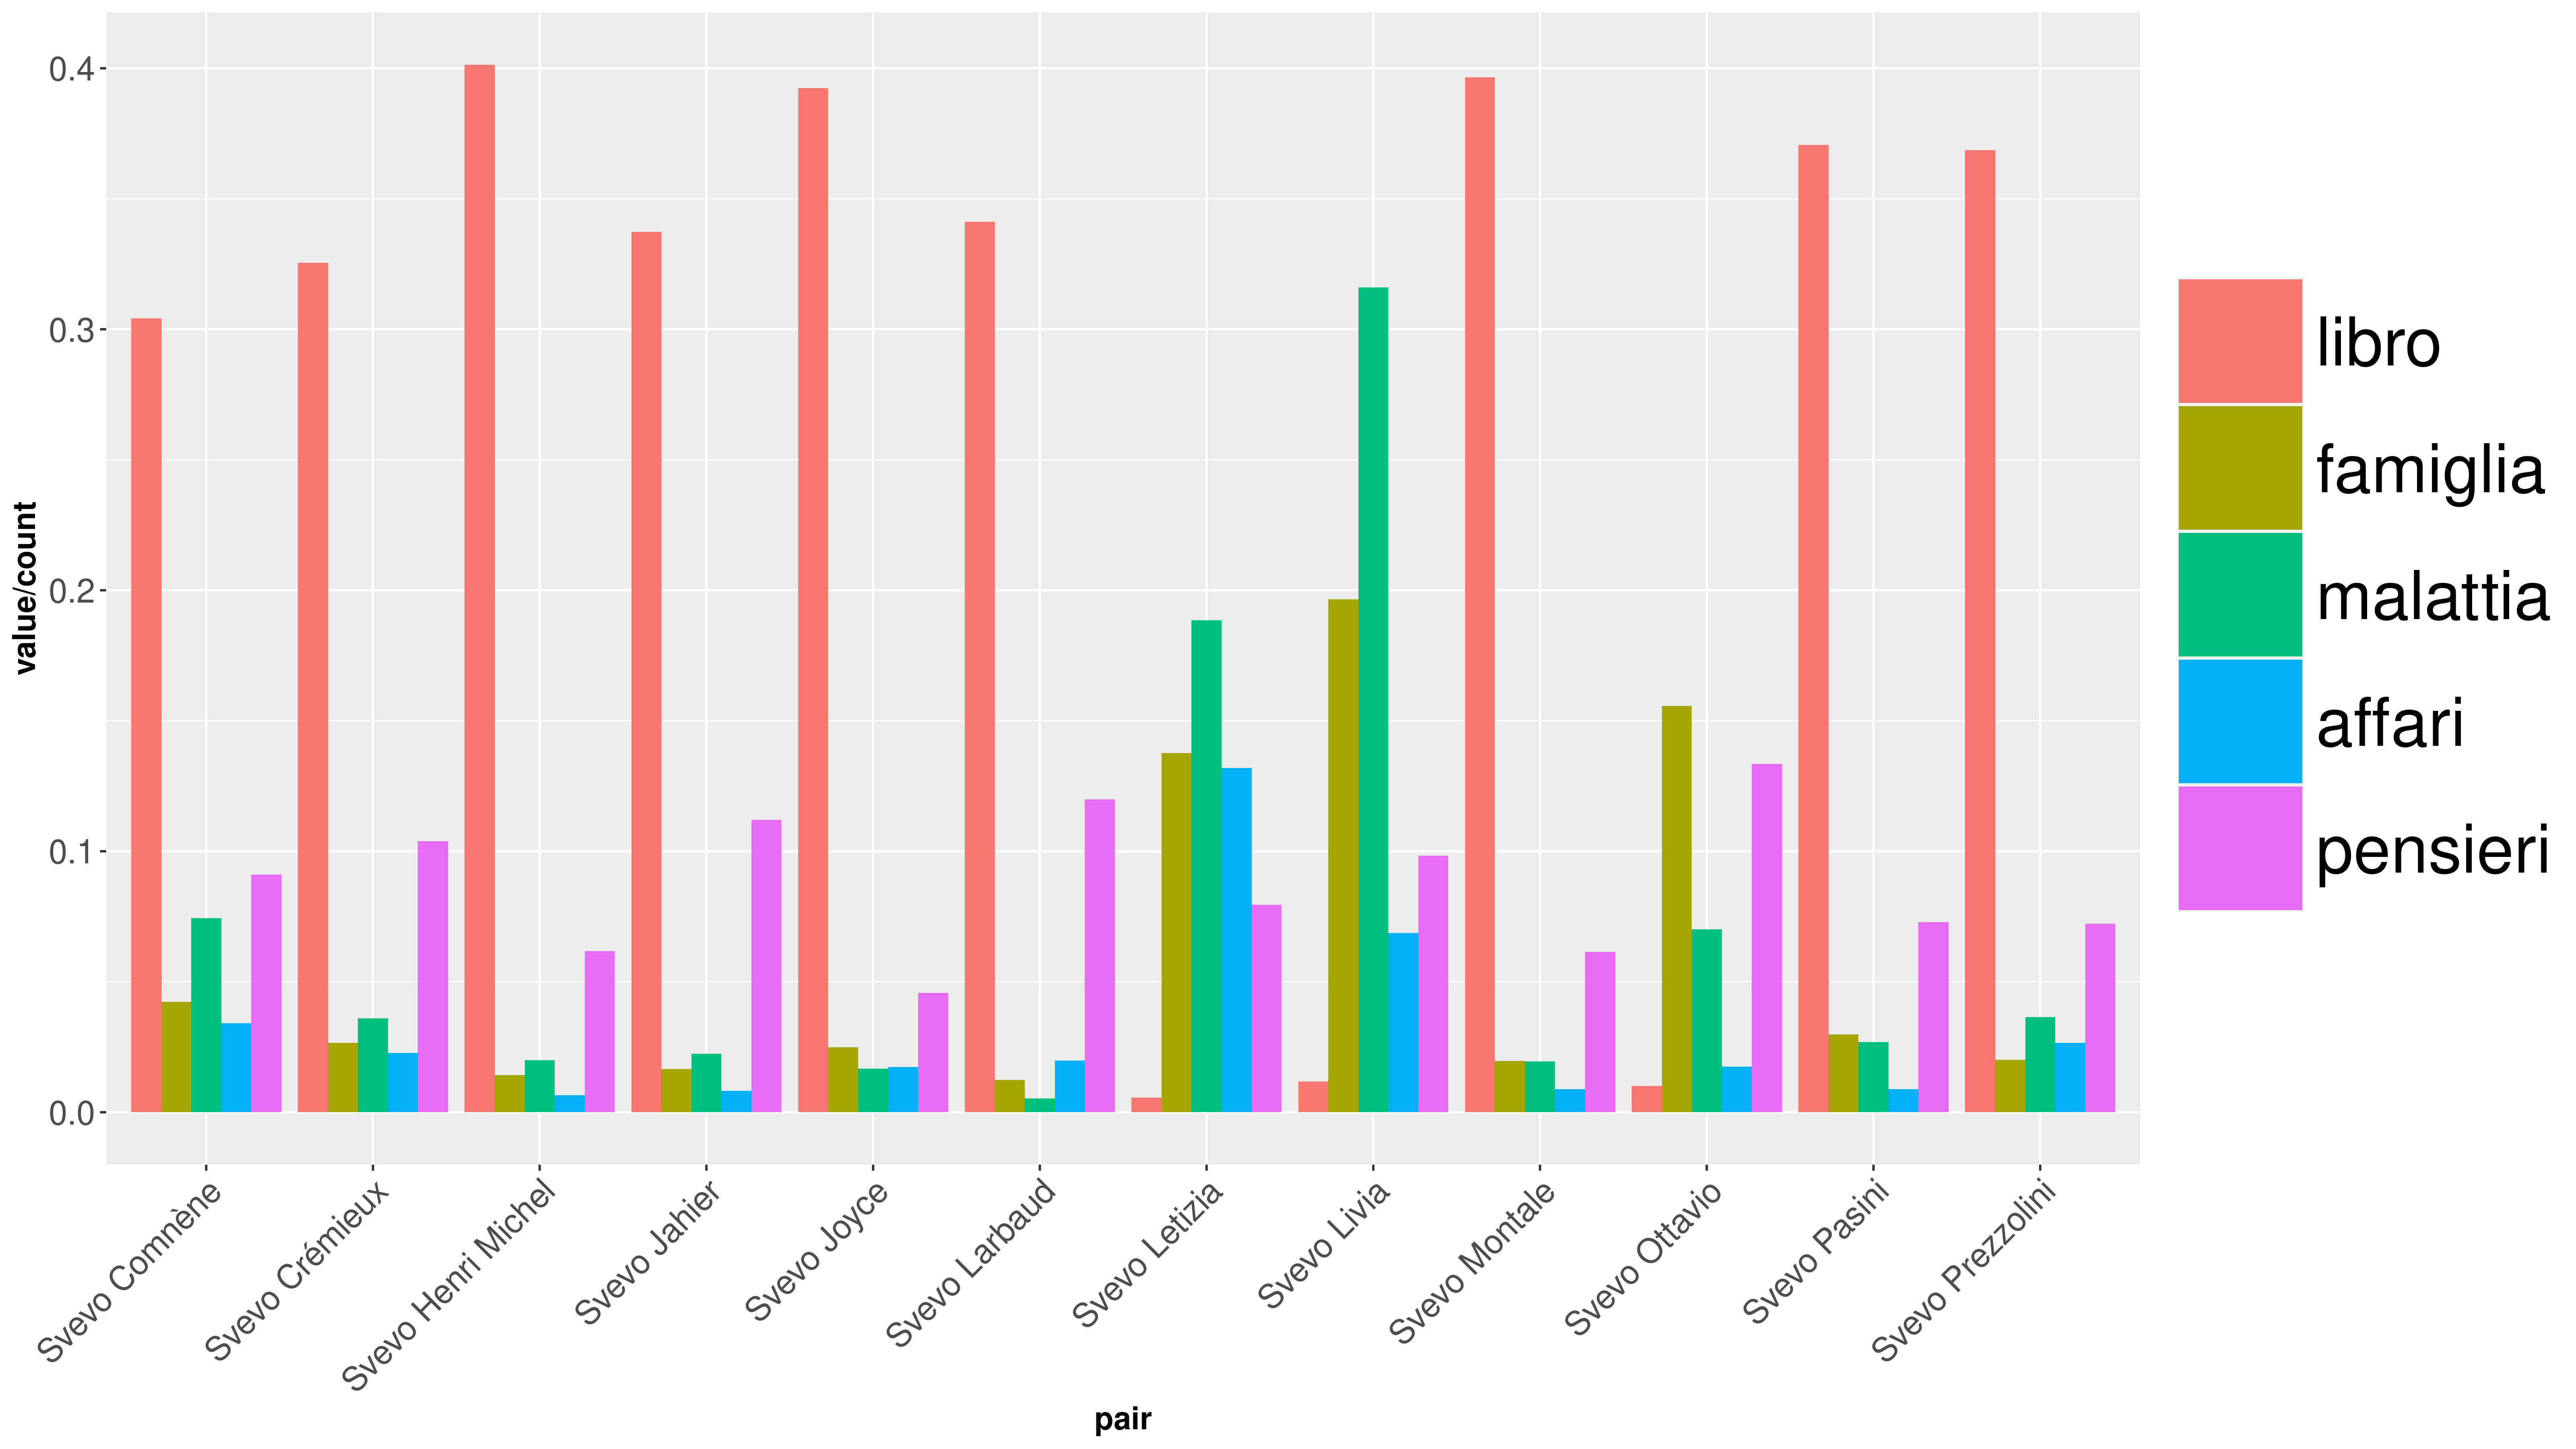 value/count
0.4
0.3
0.2
0.1
0.0
Svevo Comnène
Svevo Crémieux
Svevo Henri Michel
Svevo Jahier
Svevo Joyce
Svevo Larbaud
Svevo Letizia
Svevo Livia
Svevo Montale
Svevo Ottavio
Svevo Pasini
Svevo Prezzolini
pair
libro
famiglia
malattia
affari
pensieri